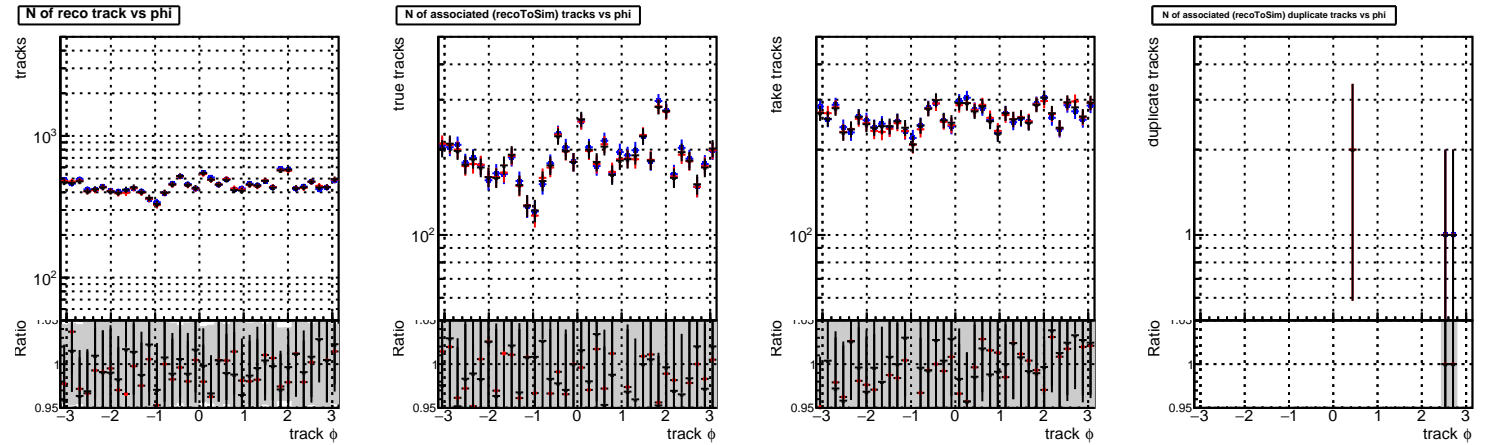 N of reco track vs phi
tracks
10³
10²
Ratio
1.05
1
0.95
−3 −2 −1 0 1 2 3
track ϕ
N of associated (recoToSim) tracks vs phi
true tracks
10²
Ratio
1.05
1
0.95
−3 −2 −1 0 1 2 3
track ϕ
fake tracks
10²
Ratio
1.05
1
0.95
−3 −2 −1 0 1 2 3
track ϕ
N of associated (recoToSim) duplicate tracks vs phi
duplicate tracks
1
Ratio
1.05
1
0.95
−3 −2 −1 0 1 2 3
track ϕ